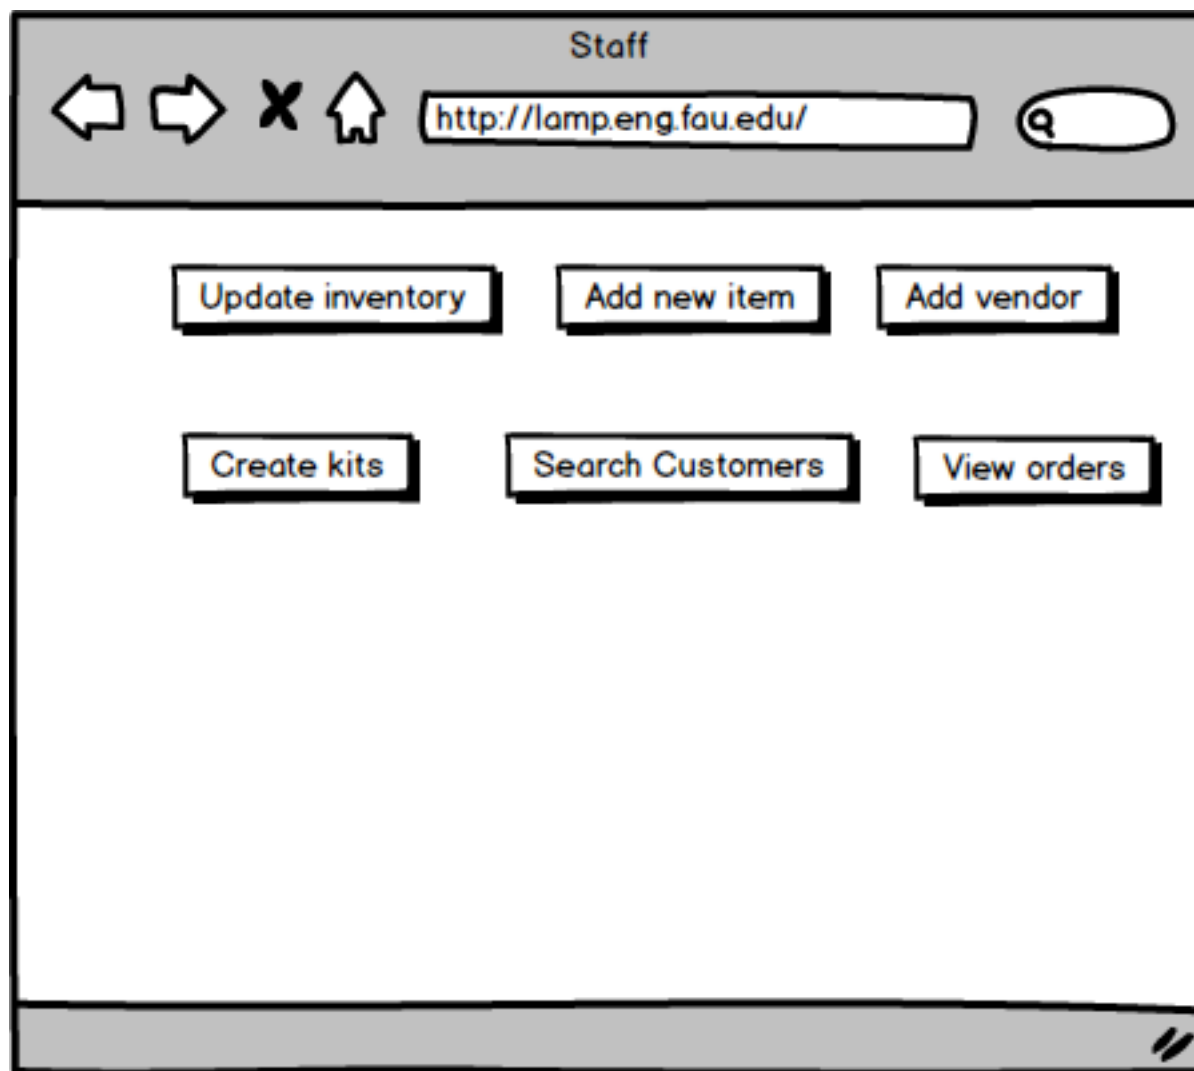 Staff
http://lamp.eng.fau.edu/
Update inventory Add new item Add vendor
Create kits Search Customers View orders